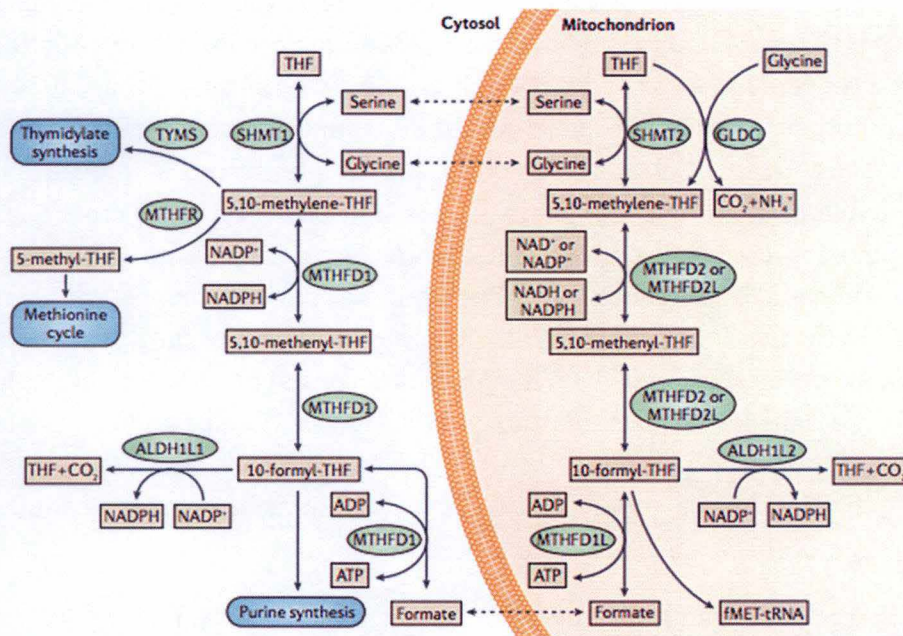 Cytosol
Mitochondrion
THF
THF
Glycine
Serine
Serine
Thymidylate
synthesis
TYMS
SHMT1
SHMT2
GLDC
Glycine
Glycine
MTHFR
5,10-methylene-THF
5,10-methylene-THF
CO₂+NH₄⁺
5-methyl-THF
NADP⁺
NADPH
MTHFD1
NAD⁺ or
NADP⁺
NADH or
NADPH
MTHFD2 or
MTHFD2L
Methionine
cycle
5,10-methenyl-THF
5,10-methenyl-THF
MTHFD1
MTHFD2 or
MTHFD2L
ALDH1L1
ALDH1L2
THF+CO₂
10-formyl-THF
10-formyl-THF
THF+CO₂
NADPH
NADP⁺
ADP
MTHFD1
ATP
ADP
MTHFD1L
ATP
NADP⁺
NADPH
Purine synthesis
Formate
Formate
fMET-tRNA